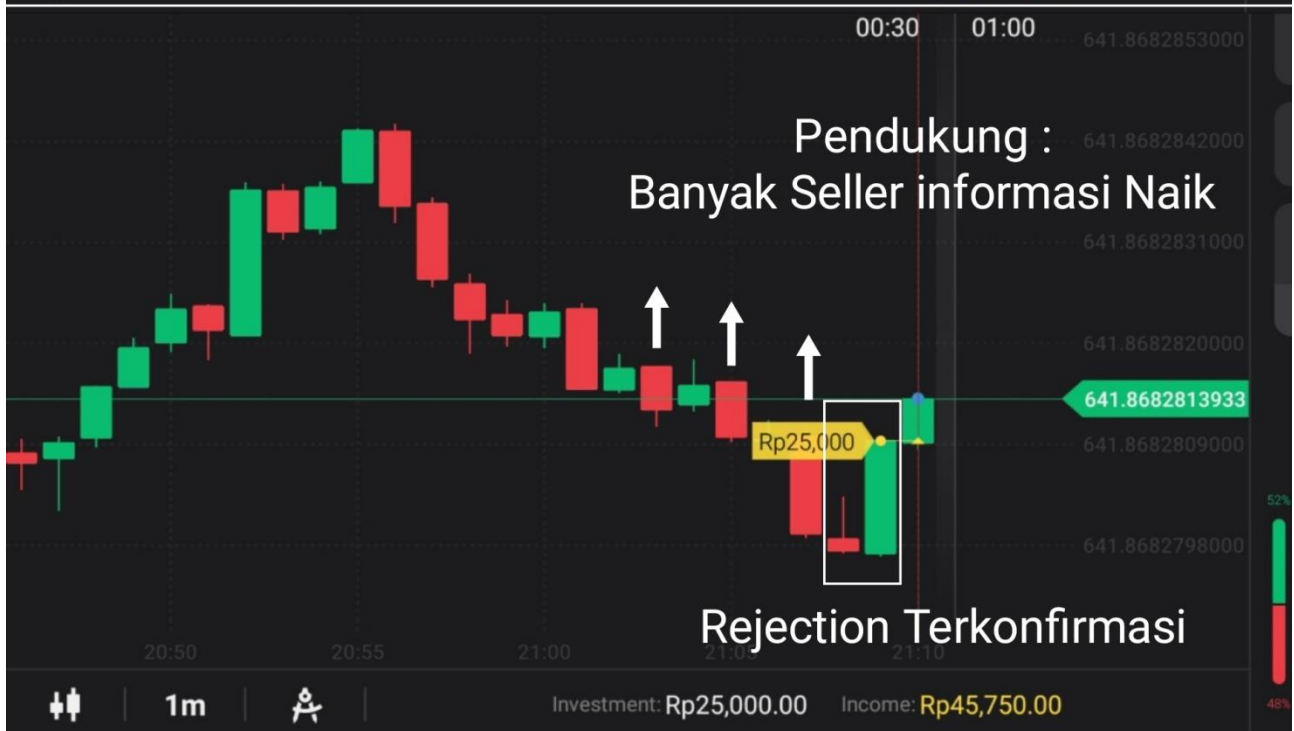 00:30 01:00
641.8682853000
Pendukung :
641.8682842000
Banyak Seller informasi Naik
641.8682831000
641.8682820000
641.8682813933
Rp25,000
641.8682809000
52%
641.8682798000
Rejection Terkonfirmasi
20:50 20:55 21:00 21:05 21:10
1m
Investment: Rp25,000.00 Income: Rp45,750.00
48%